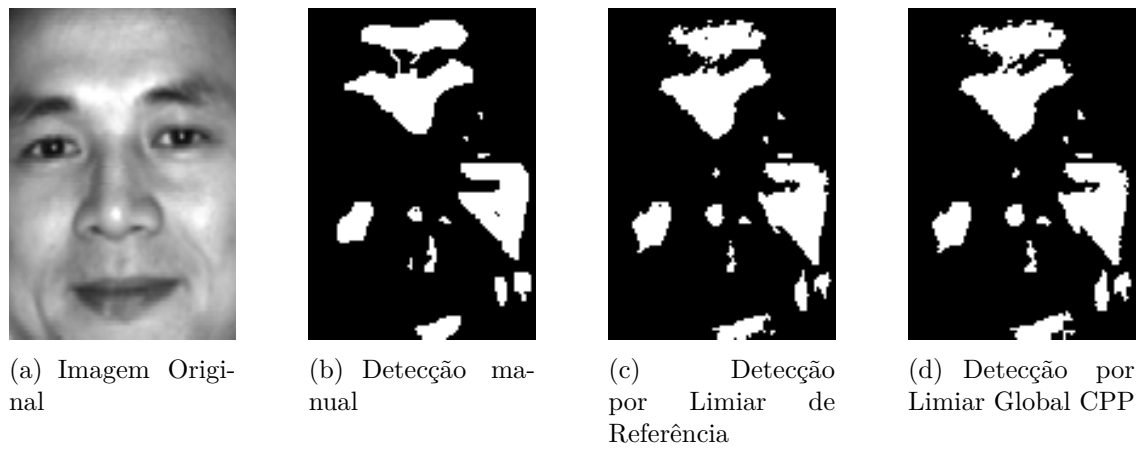 (a) Imagem Origi-
nal
(b) Detecção ma-
nual
(c) Detecção
por Limiar de
Referência
(d) Detecção por
Limiar Global CPP